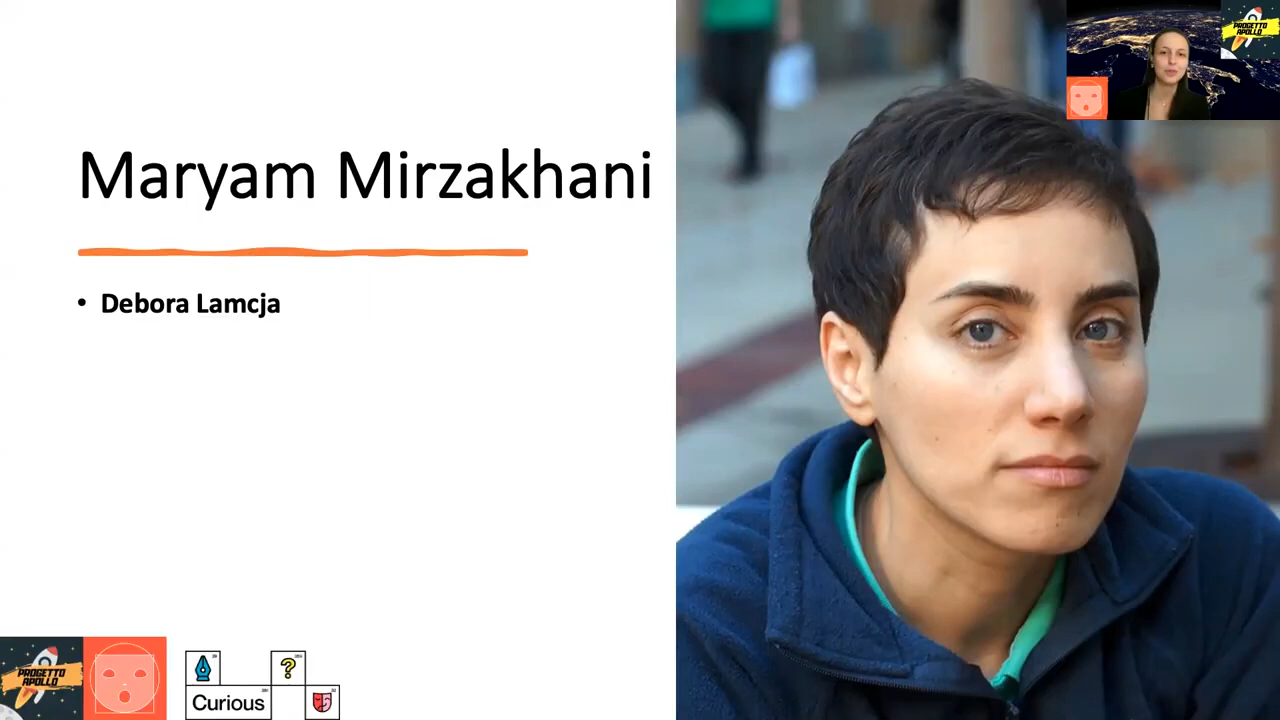 Maryam Mirzakhani
• Debora Lamcja
PROGETTO
APOLLO
PROGETTO
APOLLO
?
Curious